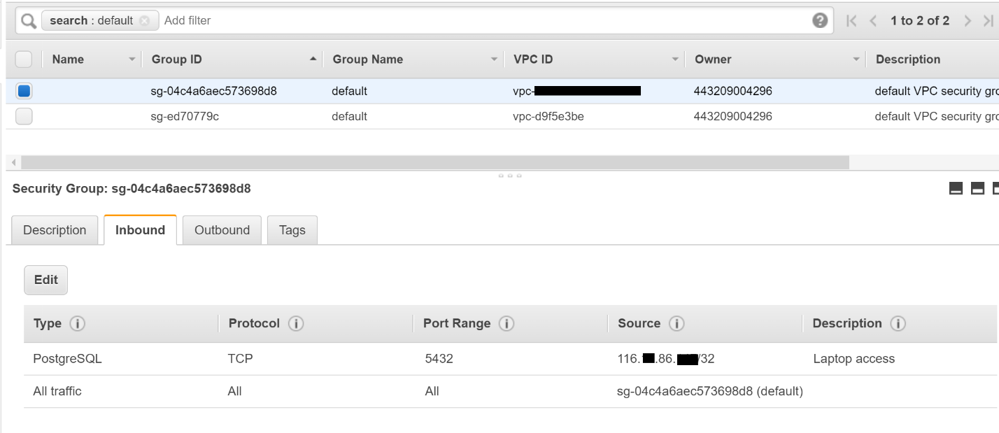 search : default Add filter 1 to 2 of 2
Name Group ID Group Name VPC ID Owner Description
sg-04c4a6aec573698d8 default vpc- 443209004296 default VPC security gro
sg-ed70779c default vpc-d9f5e3be 443209004296 default VPC security gro
Security Group: sg-04c4a6aec573698d8
Description Inbound Outbound Tags
Edit
Type Protocol Port Range Source Description
PostgreSQL TCP 5432 116. .86. /32 Laptop access
All traffic All All sg-04c4a6aec573698d8 (default)